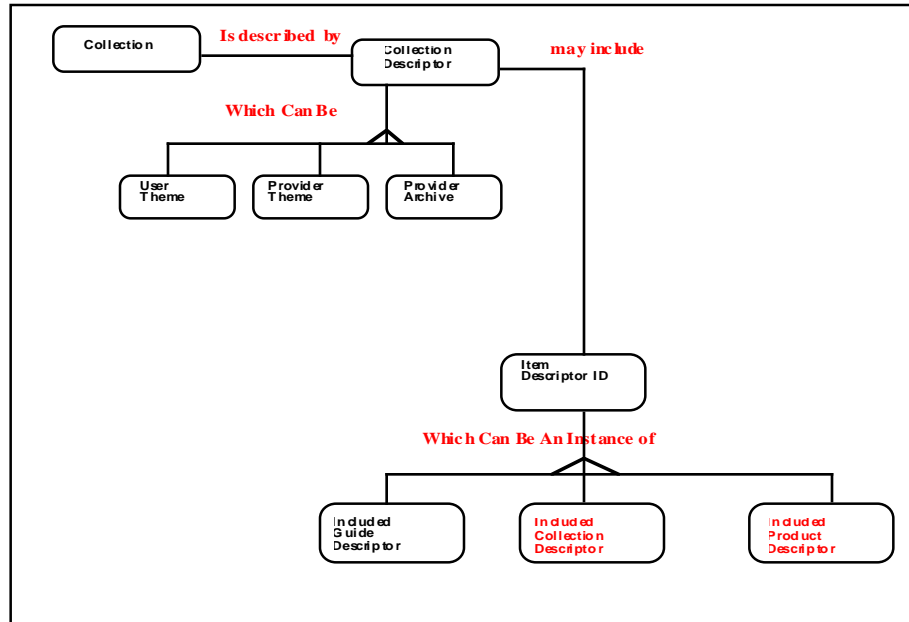 Collection
Is described by
Collection
Descriptor
may include
Which Can Be
User
Theme
Provider
Theme
Provider
Archive
Item
Descriptor ID
Which Can Be An Instance of
Included
Guide
Descriptor
Included
Collection
Descriptor
Included
Product
Descriptor